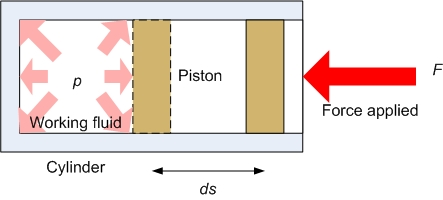 p
Piston
F
Working fluid
Force applied
Cylinder
ds